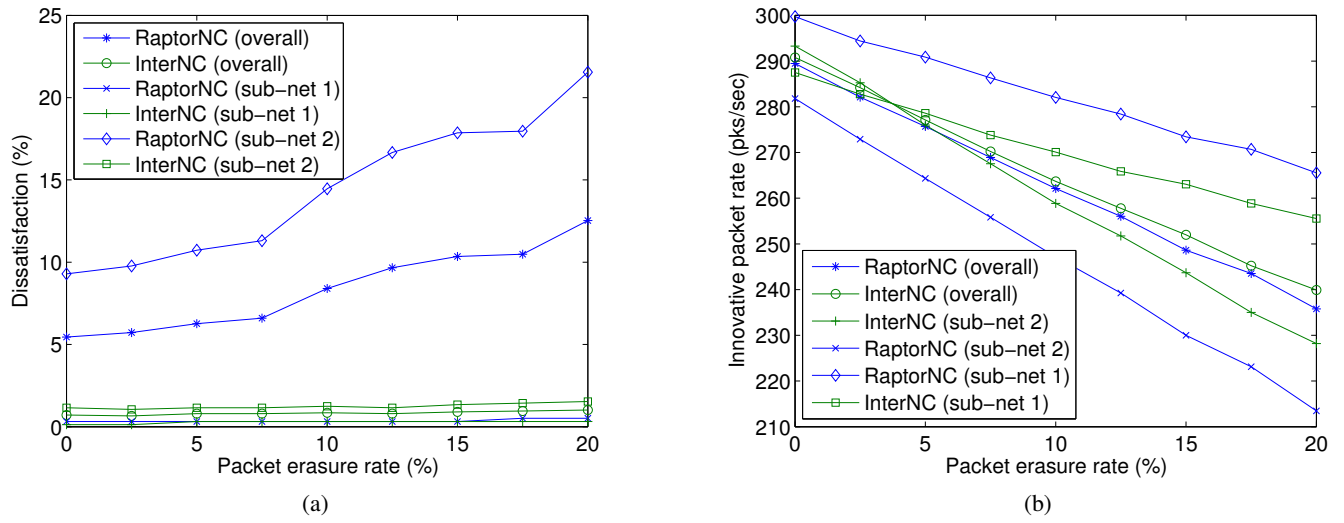 25
20
15
10
5
0
Dissatisfaction (%)
RaptorNC (overall)
InterNC (overall)
RaptorNC (sub−net 1)
InterNC (sub−net 1)
RaptorNC (sub−net 2)
InterNC (sub−net 2)
0 5 10 15 20
Packet erasure rate (%)
(a)
300
290
280
270
260
250
240
230
220
210
Innovative packet rate (pks/sec)
RaptorNC (overall)
InterNC (overall)
InterNC (sub−net 2)
RaptorNC (sub−net 2)
RaptorNC (sub−net 1)
InterNC (sub−net 1)
0 5 10 15 20
Packet erasure rate (%)
(b)